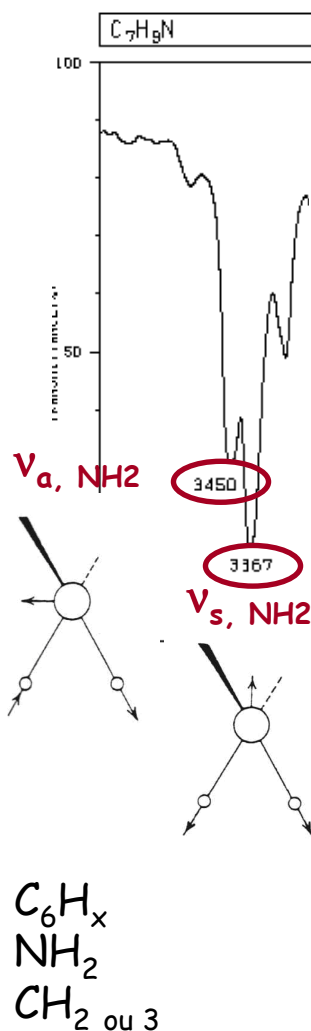 C₇H₉N
100
50
νa, NH2
3450
3367
νs, NH2
C₆Hₓ
NH₂
CH₂ ou 3